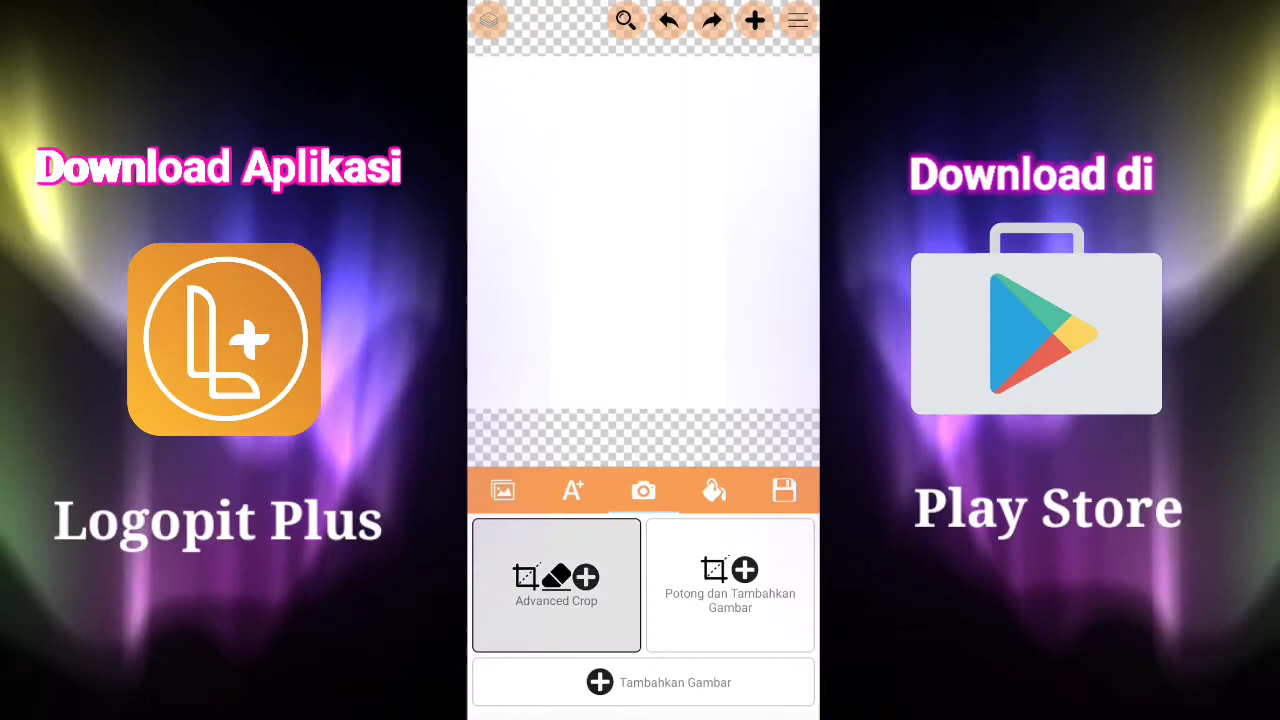 Download Aplikasi
Logopit Plus
A+
Advanced Crop
Potong dan Tambahkan
Gambar
Tambahkan Gambar
Download di
Play Store